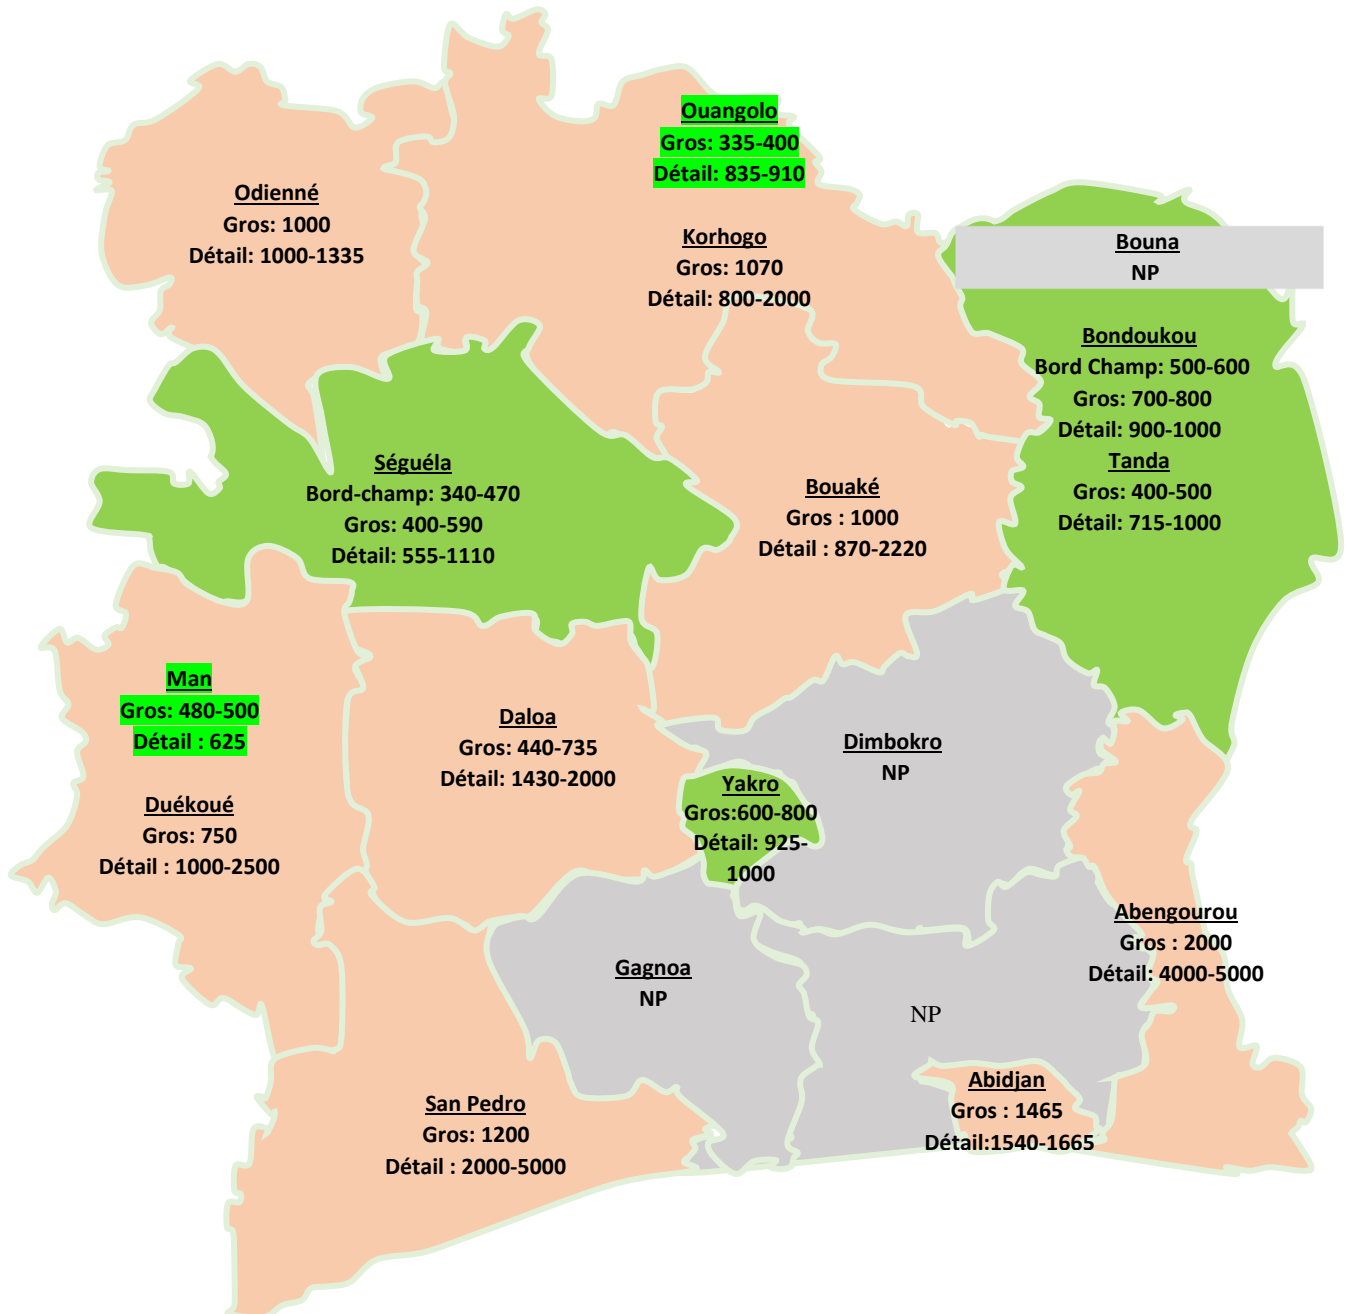 Ouangolo
Gros: 335-400
Détail: 835-910
Odienné
Gros: 1000
Détail: 1000-1335
Korhogo
Gros: 1070
Détail: 800-2000
Bouna
NP
Bondoukou
Bord Champ: 500-600
Gros: 700-800
Détail: 900-1000
Tanda
Gros: 400-500
Détail: 715-1000
Séguéla
Bord-champ: 340-470
Gros: 400-590
Détail: 555-1110
Bouaké
Gros : 1000
Détail : 870-2220
Man
Gros: 480-500
Détail : 625
Duékoué
Gros: 750
Détail : 1000-2500
Daloa
Gros: 440-735
Détail: 1430-2000
Dimbokro
NP
Yakro
Gros:600-800
Détail: 925-
1000
Abengourou
Gros : 2000
Détail: 4000-5000
Gagnoa
NP
NP
Abidjan
Gros : 1465
Détail:1540-1665
San Pedro
Gros: 1200
Détail : 2000-5000